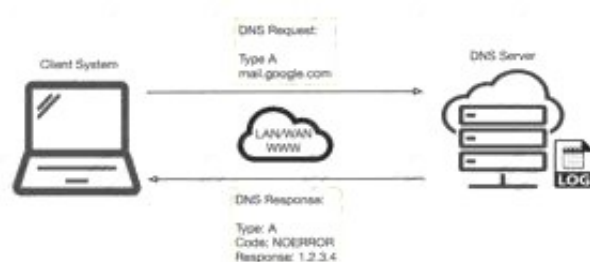 DNS Request:
Type A
mail.google.com
Client System
DNS Server
LAN/WAN
WWW
LOG
DNS Response:
Type: A
Code: NOERROR
Response: 1.2.3.4